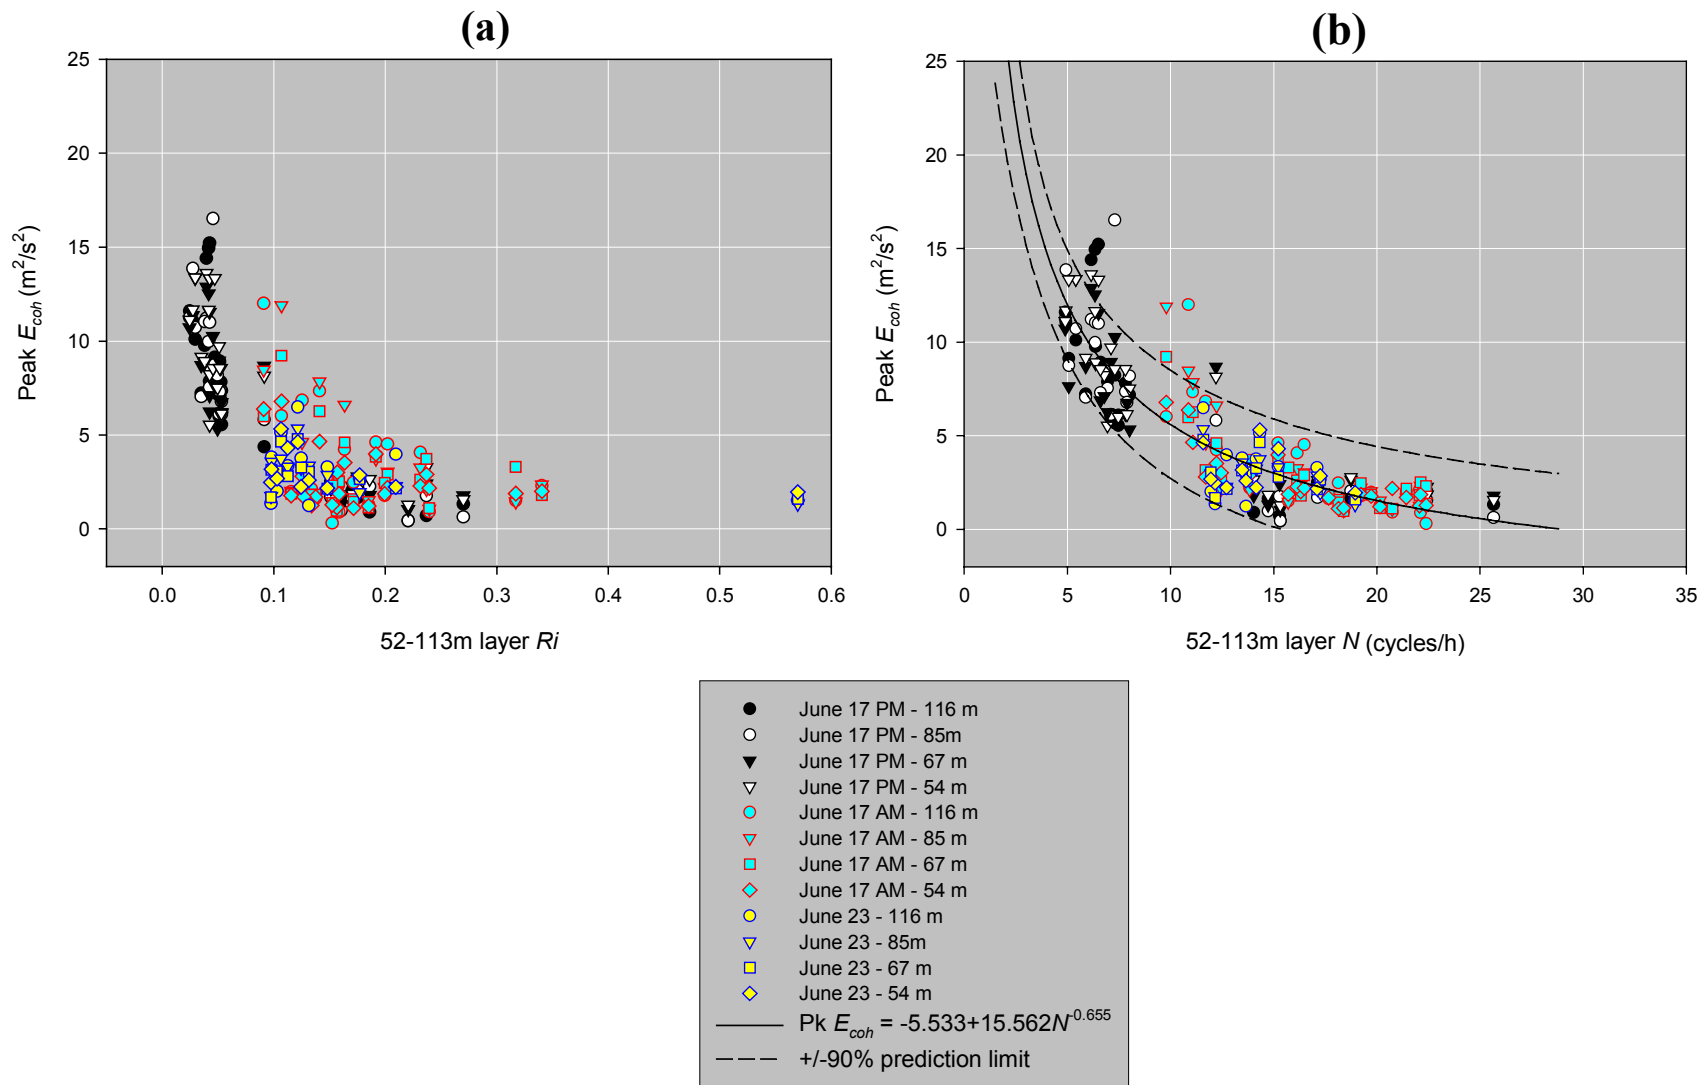 (a)
25
20
15
10
5
0
Peak E_coh (m²/s²)
0.0 0.1 0.2 0.3 0.4 0.5 0.6
52-113m layer Ri
(b)
25
20
15
10
5
0
Peak E_coh (m²/s²)
0 5 10 15 20 25 30 35
52-113m layer N (cycles/h)
June 17 PM - 116 m
June 17 PM - 85m
June 17 PM - 67 m
June 17 PM - 54 m
June 17 AM - 116 m
June 17 AM - 85 m
June 17 AM - 67 m
June 17 AM - 54 m
June 23 - 116 m
June 23 - 85m
June 23 - 67 m
June 23 - 54 m
Pk E_coh = -5.533+15.562N^-0.655
+/-90% prediction limit